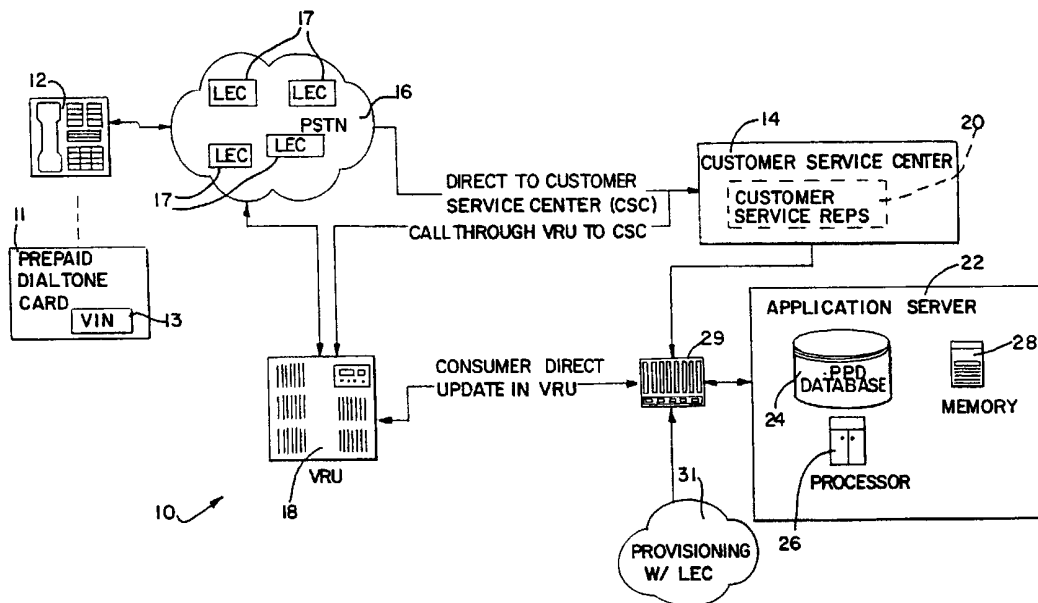 17
12
LEC
LEC
16
PSTN
LEC
LEC
17
11
PREPAID
DIALTONE
CARD
VIN
13
DIRECT TO CUSTOMER
SERVICE CENTER (CSC)
CALL THROUGH VRU TO CSC
14
20
CUSTOMER SERVICE CENTER
CUSTOMER
SERVICE REPS
22
APPLICATION SERVER
29
28
PPD
DATABASE
24
MEMORY
PROCESSOR
26
CONSUMER DIRECT
UPDATE IN VRU
18
VRU
10
31
PROVISIONING
W/ LEC